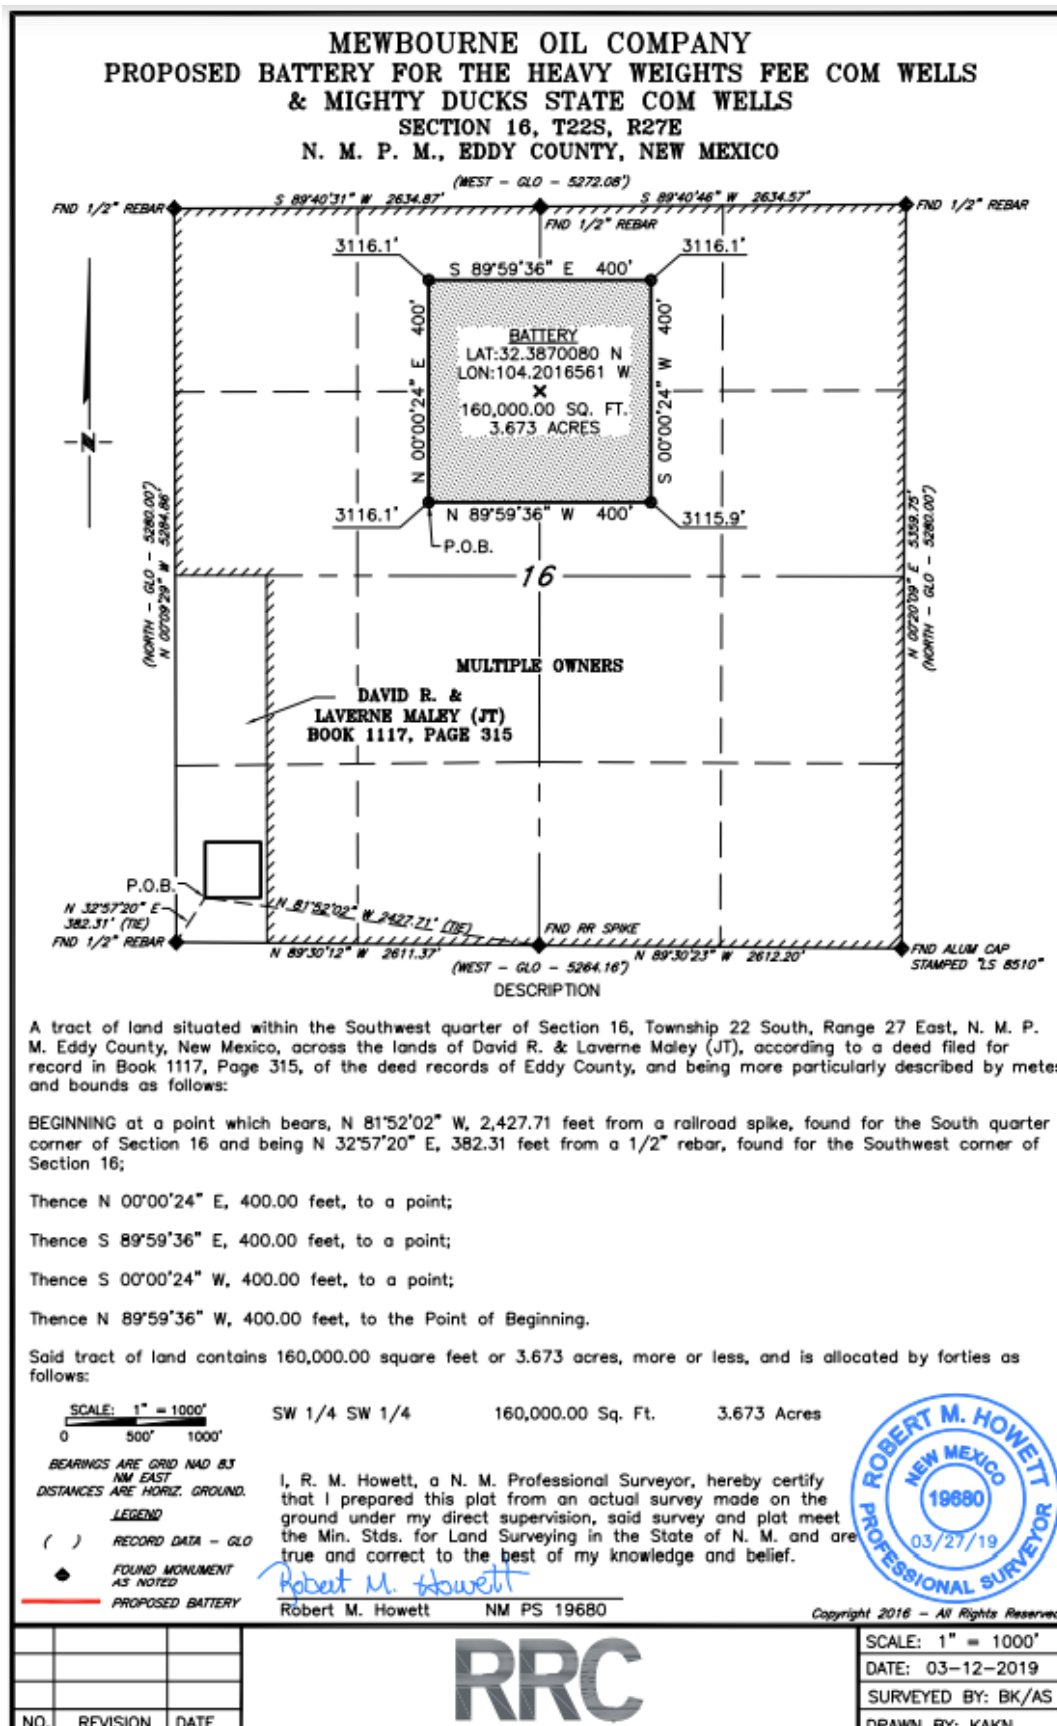 MEWBOURNE OIL COMPANY
PROPOSED BATTERY FOR THE HEAVY WEIGHTS FEE COM WELLS
& MIGHTY DUCKS STATE COM WELLS
SECTION 16, T22S, R27E
N. M. P. M., EDDY COUNTY, NEW MEXICO
(WEST - GLO - 5272.08')
S 89°40'31" W 2634.87'
S 89°40'46" W 2634.57'
FND 1/2" REBAR
FND 1/2" REBAR
FND 1/2" REBAR
3116.1'
3116.1'
S 89°59'36" E 400'
N 00°00'24" E 400'
S 00°00'24" W 400'
BATTERY
LAT:32.3870080 N
LON:104.2016561 W
160,000.00 SQ. FT.
3.673 ACRES
N
3116.1'
N 89°59'36" W 400'
3115.9'
P.O.B.
(NORTH - GLO - 5280.00')
N 00°09'29" W 5284.86'
N 00°20'09" E 5359.75'
(NORTH - GLO - 5280.00')
16
MULTIPLE OWNERS
DAVID R. &
LAVERNE MALEY (JT)
BOOK 1117, PAGE 315
P.O.B.
N 32°57'20" E
382.31' (TIE)
N 81°52'02" W 2427.71' (TIE)
FND 1/2" REBAR
FND RR SPIKE
N 89°30'12" W 2611.37'
(WEST - GLO - 5264.16')
N 89°30'23" W 2612.20'
FND ALUM CAP
STAMPED "LS 8510"
DESCRIPTION
A tract of land situated within the Southwest quarter of Section 16, Township 22 South, Range 27 East, N. M. P.
M. Eddy County, New Mexico, across the lands of David R. & Laverne Maley (JT), according to a deed filed for
record in Book 1117, Page 315, of the deed records of Eddy County, and being more particularly described by metes
and bounds as follows:
BEGINNING at a point which bears, N 81°52'02" W, 2,427.71 feet from a railroad spike, found for the South quarter
corner of Section 16 and being N 32°57'20" E, 382.31 feet from a 1/2" rebar, found for the Southwest corner of
Section 16;
Thence N 00°00'24" E, 400.00 feet, to a point;
Thence S 89°59'36" E, 400.00 feet, to a point;
Thence S 00°00'24" W, 400.00 feet, to a point;
Thence N 89°59'36" W, 400.00 feet, to the Point of Beginning.
Said tract of land contains 160,000.00 square feet or 3.673 acres, more or less, and is allocated by forties as
follows:
SW 1/4 SW 1/4 160,000.00 Sq. Ft. 3.673 Acres
SCALE: 1" = 1000'
0 500' 1000'
BEARINGS ARE GRID NAD 83
NM EAST
DISTANCES ARE HORIZ. GROUND.
LEGEND
( ) RECORD DATA - GLO
FOUND MONUMENT
AS NOTED
PROPOSED BATTERY
I, R. M. Howett, a N. M. Professional Surveyor, hereby certify
that I prepared this plat from an actual survey made on the
ground under my direct supervision, said survey and plat meet
the Min. Stds. for Land Surveying in the State of N. M. and are
true and correct to the best of my knowledge and belief.
Robert M. Howett
Robert M. Howett NM PS 19680
ROBERT M. HOWETT
NEW MEXICO
19680
03/27/19
PROFESSIONAL SURVEYOR
Copyright 2016 - All Rights Reserved
RRC
SCALE: 1" = 1000'
DATE: 03-12-2019
SURVEYED BY: BK/AS
DRAWN BY: KAKN
NO. REVISION DATE